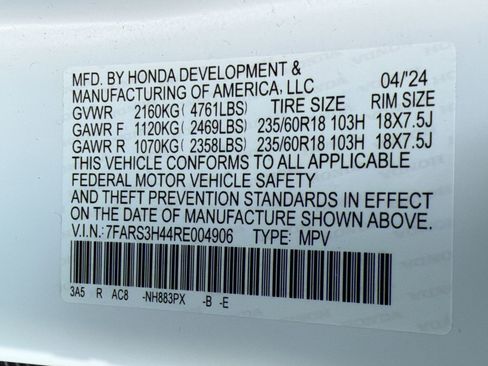 MFD. BY HONDA DEVELOPMENT &
MANUFACTURING OF AMERICA, LLC 04/'24
GVWR 2160KG( 4761LBS) TIRE SIZE RIM SIZE
GAWR F 1120KG( 2469LBS) 235/60R18 103H 18X7.5J
GAWR R 1070KG( 2358LBS) 235/60R18 103H 18X7.5J
THIS VEHICLE CONFORMS TO ALL APPLICABLE
FEDERAL MOTOR VEHICLE SAFETY
AND THEFT PREVENTION STANDARDS IN EFFECT
ON THE DATE OF MANUFACTURE SHOWN ABOVE.
V.I.N.: 7FARS3H44RE004906 TYPE: MPV
3A5 R AC8 -NH883PX -B -E